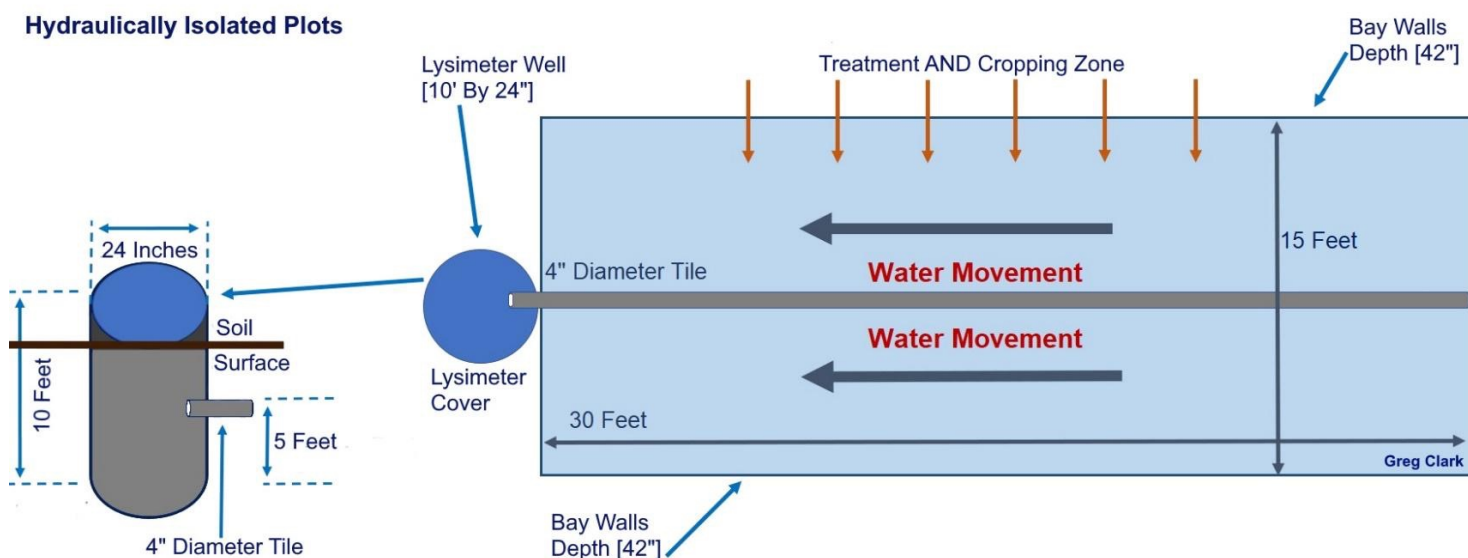 Hydraulically Isolated Plots
Lysimeter Well
[10' By 24"]
Treatment AND Cropping Zone
Bay Walls
Depth [42"]
24 Inches
Soil
Surface
10 Feet
5 Feet
4" Diameter Tile
Lysimeter
Cover
4" Diameter Tile
Water Movement
Water Movement
15 Feet
30 Feet
Greg Clark
Bay Walls
Depth [42"]